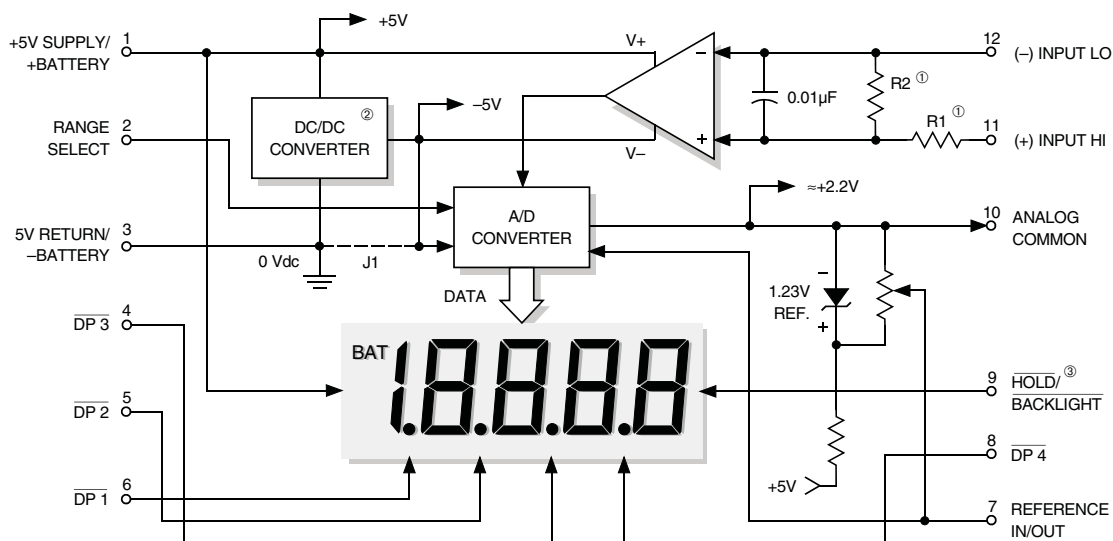 +5V
+5V SUPPLY/
+BATTERY
1
V+
−
12
(–) INPUT LO
R2 ①
0.01µF
–5V
②
DC/DC
CONVERTER
RANGE
SELECT
2
V–
+
R1 ①
11
(+) INPUT HI
≈+2.2V
A/D
CONVERTER
10
ANALOG
COMMON
5V RETURN/
–BATTERY
3
0 Vdc
J1
DATA
–
1.23V
REF.
+
DP 3
4
BAT
1.8.8.8.8
9
HOLD/ ③
BACKLIGHT
DP 2
5
8
DP 4
DP 1
6
+5V
7
REFERENCE
IN/OUT